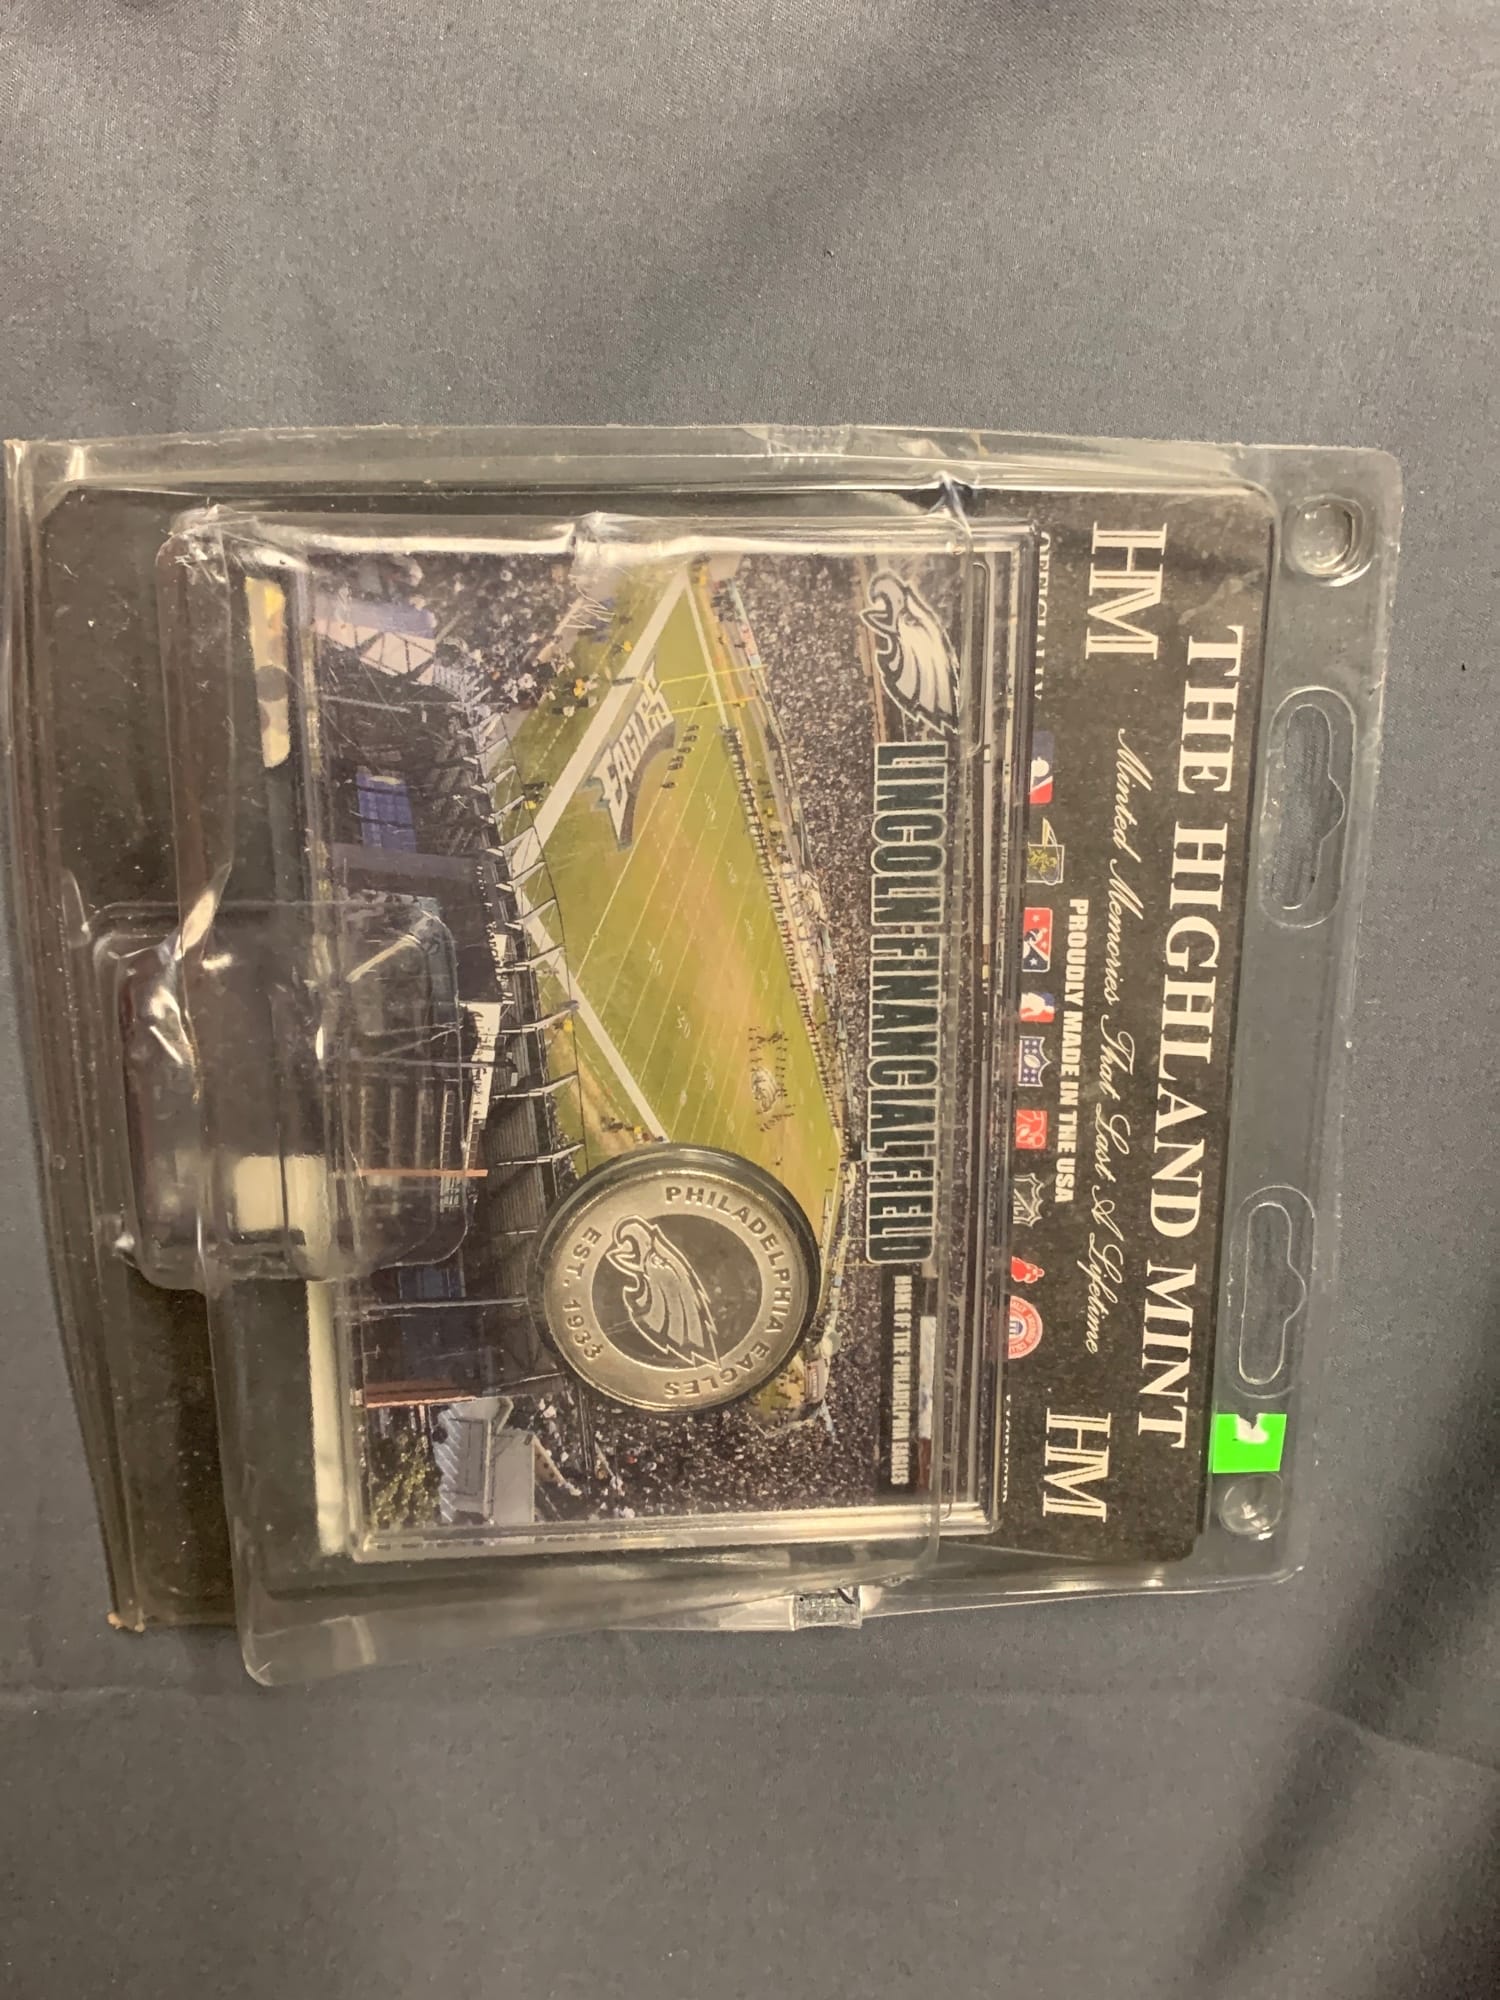 THE HIGHLAND MINT
HM
Minted Memories That Last A Lifetime
HM
PROUDLY MADE IN THE USA
LINCOLN FINANCIAL FIELD
HOME OF THE PHILADELPHIA EAGLES
EAGLES
PHILADELPHIA EAGLES
EST. 1933